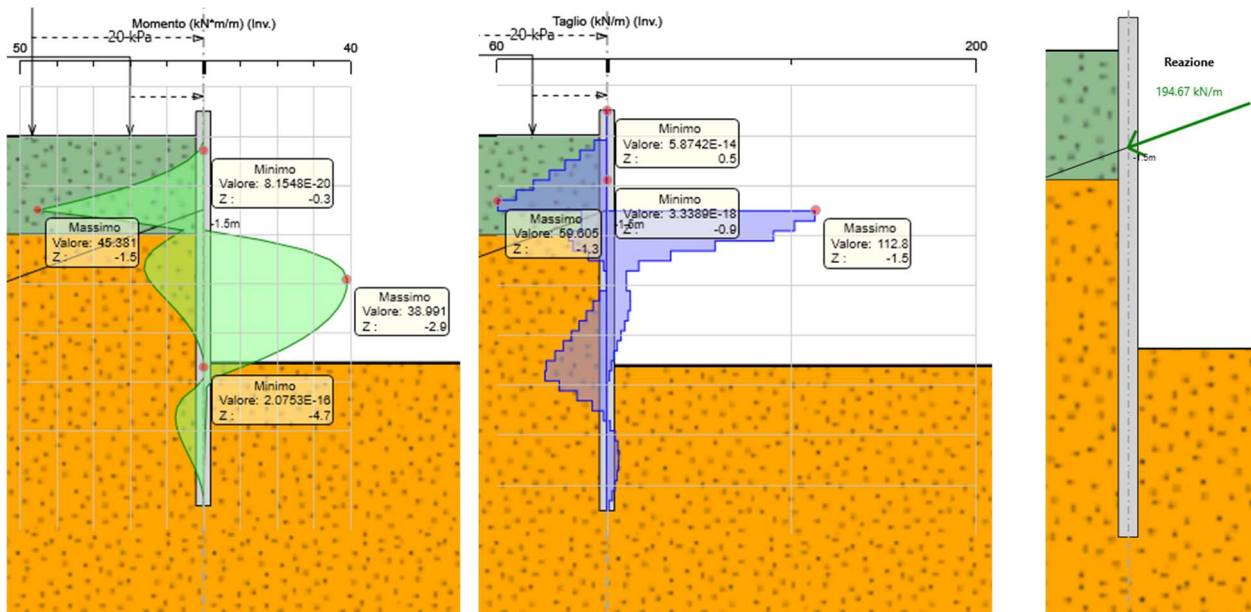 Momento (kN*m/m) (Inv.)
20 kPa
50
40
Minimo
Valore: 8.1548E-20
Z : -0.3
-1.5m
Massimo
Valore: 45.381
Z : -1.5
Massimo
Valore: 38.991
Z : -2.9
Minimo
Valore: 2.0753E-16
Z : -4.7
Taglio (kN/m) (Inv.)
20 kPa
60
200
Minimo
Valore: 5.8742E-14
Z : 0.5
Minimo
Valore: 3.3389E-18
Z : -0.9
Massimo
Valore: 59.605
Z : -1.3
-1.5m
Massimo
Valore: 112.8
Z : -1.5
Reazione
194.67 kN/m
-1.5m